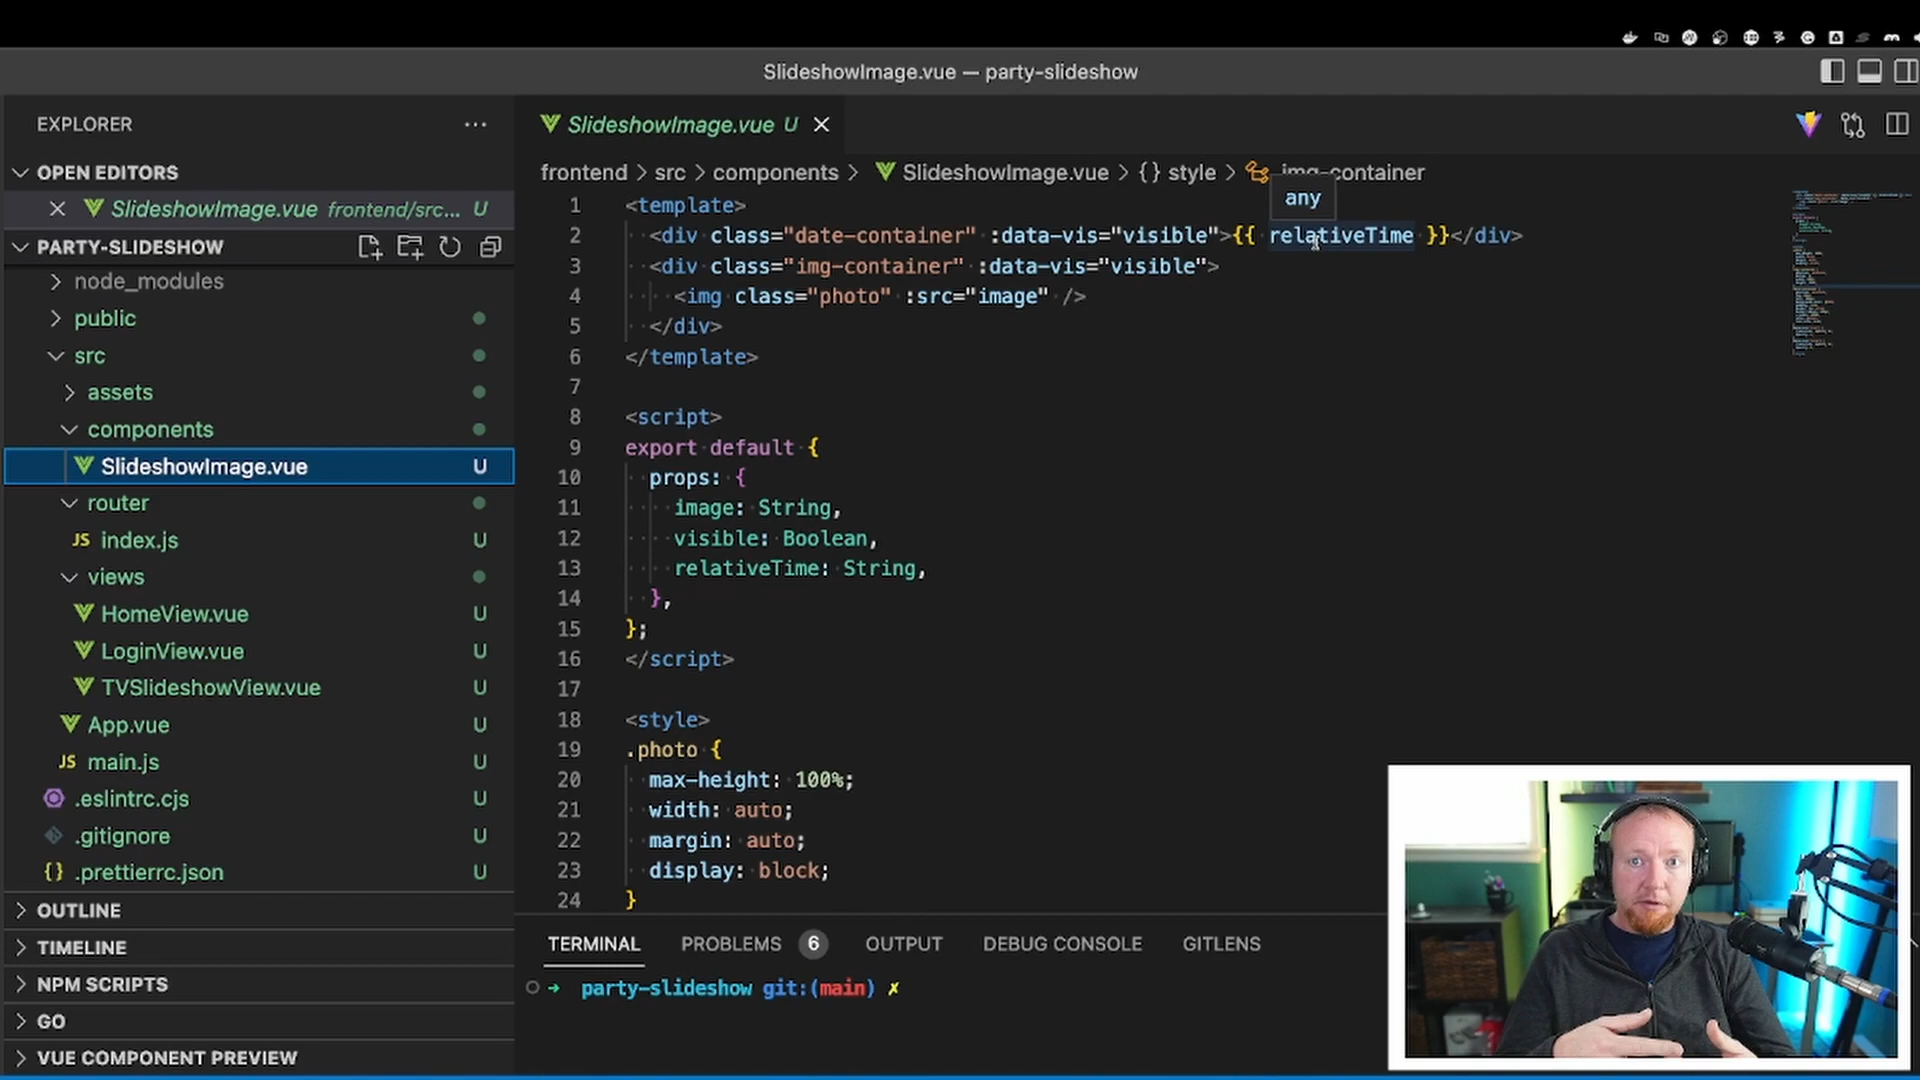 SlideshowImage.vue — party-slideshow
EXPLORER
OPEN EDITORS
SlideshowImage.vue frontend/src... U
PARTY-SLIDESHOW
node_modules
public
src
assets
components
SlideshowImage.vue U
router
JS index.js U
views
HomeView.vue U
LoginView.vue U
TVSlideshowView.vue U
App.vue U
JS main.js U
.eslintrc.cjs U
.gitignore U
{} .prettierrc.json U
OUTLINE
TIMELINE
NPM SCRIPTS
GO
VUE COMPONENT PREVIEW
SlideshowImage.vue U
frontend > src > components > SlideshowImage.vue > {} style > img-container
any
1 <template>
2 <div class="date-container" :data-vis="visible">{{ relativeTime }}</div>
3 <div class="img-container" :data-vis="visible">
4 <img class="photo" :src="image" />
5 </div>
6 </template>
7
8 <script>
9 export default {
10 props: {
11 image: String,
12 visible: Boolean,
13 relativeTime: String,
14 },
15 };
16 </script>
17
18 <style>
19 .photo {
20 max-height: 100%;
21 width: auto;
22 margin: auto;
23 display: block;
24 }
TERMINAL PROBLEMS 6 OUTPUT DEBUG CONSOLE GITLENS
➜ party-slideshow git:(main) ✗